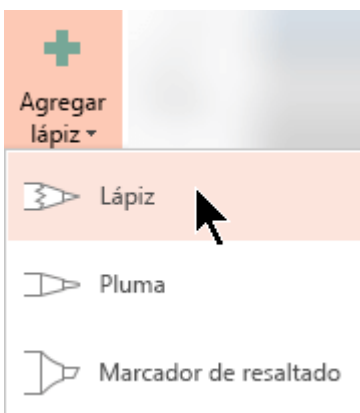 Agregar
lápiz
Lápiz
Pluma
Marcador de resaltado